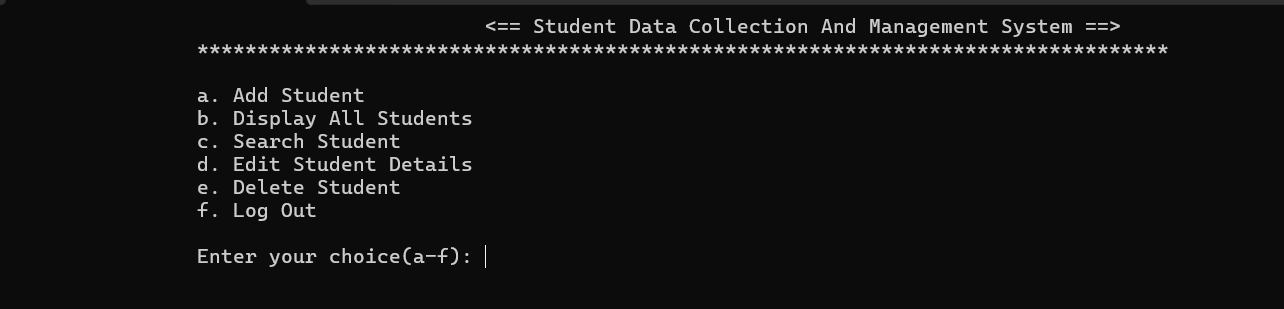 <== Student Data Collection And Management System ==>
*********************************************************************************
a. Add Student
b. Display All Students
c. Search Student
d. Edit Student Details
e. Delete Student
f. Log Out
Enter your choice(a-f):